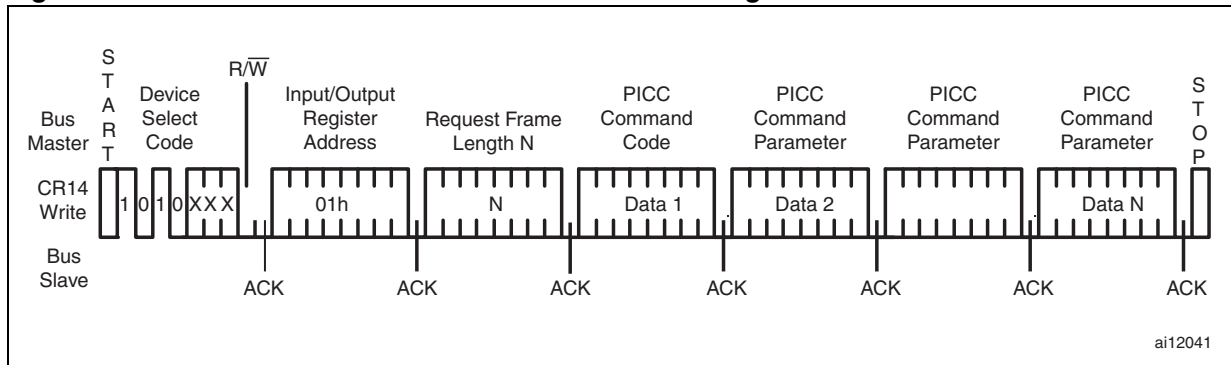 START
Device
Select
Code
R/W
Input/Output
Register
Address
Request Frame
Length N
PICC
Command
Code
PICC
Command
Parameter
PICC
Command
Parameter
PICC
Command
Parameter
STOP
Bus
Master
CR14
Write
1 0 1 0 X X X
01h
N
Data 1
Data 2
Data N
Bus
Slave
ACK
ACK
ACK
ACK
ACK
ACK
ACK
ai12041